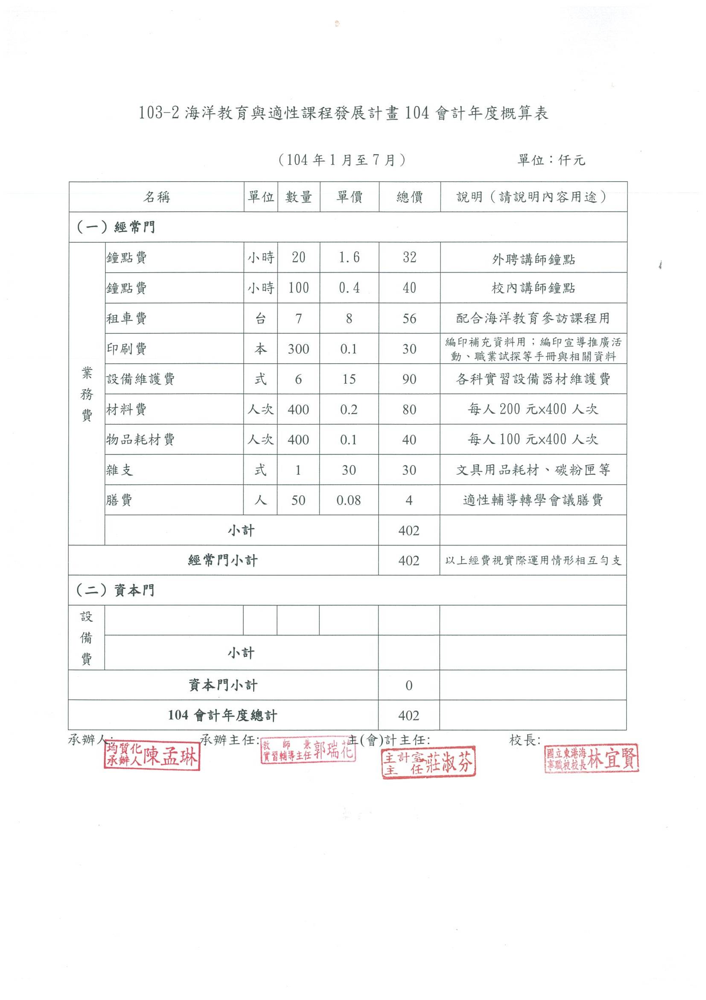 103-2 海洋教育與適性課程發展計畫 104 會計年度概算表
（104 年 1 月至 7 月） 單位：仟元
名稱 單位 數量 單價 總價 說明（請說明內容用途）
（一）經常門
業務費
鐘點費 小時 20 1.6 32 外聘講師鐘點
鐘點費 小時 100 0.4 40 校內講師鐘點
租車費 台 7 8 56 配合海洋教育參訪課程用
印刷費 本 300 0.1 30 編印補充資料用；編印宣導推廣活
動、職業試探等手冊與相關資料
設備維護費 式 6 15 90 各科實習設備器材維護費
材料費 人次 400 0.2 80 每人 200 元×400 人次
物品耗材費 人次 400 0.1 40 每人 100 元×400 人次
雜支 式 1 30 30 文具用品耗材、碳粉匣等
膳費 人 50 0.08 4 適性輔導轉學會議膳費
小計 402
經常門小計 402 以上經費視實際運用情形相互勻支
（二）資本門
設備費
小計
資本門小計 0
104 會計年度總計 402
承辦人: 承辦主任: 主(會)計主任: 校長:
均質化承辦人 陳孟琳
教師兼實習輔導主任 郭瑞花
主計室主任 莊淑芬
國立東港海事職校校長 林宜賢